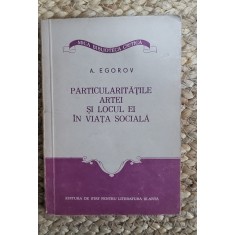 MICA BIBLIOTECĂ CRITICĂ
A. EGOROV
PARTICULARITĂȚILE
ARTEI
ȘI LOCUL EI
ÎN VIAȚA SOCIALĂ
EDITURA DE STAT PENTRU LITERATURĂ ȘI ARTĂ